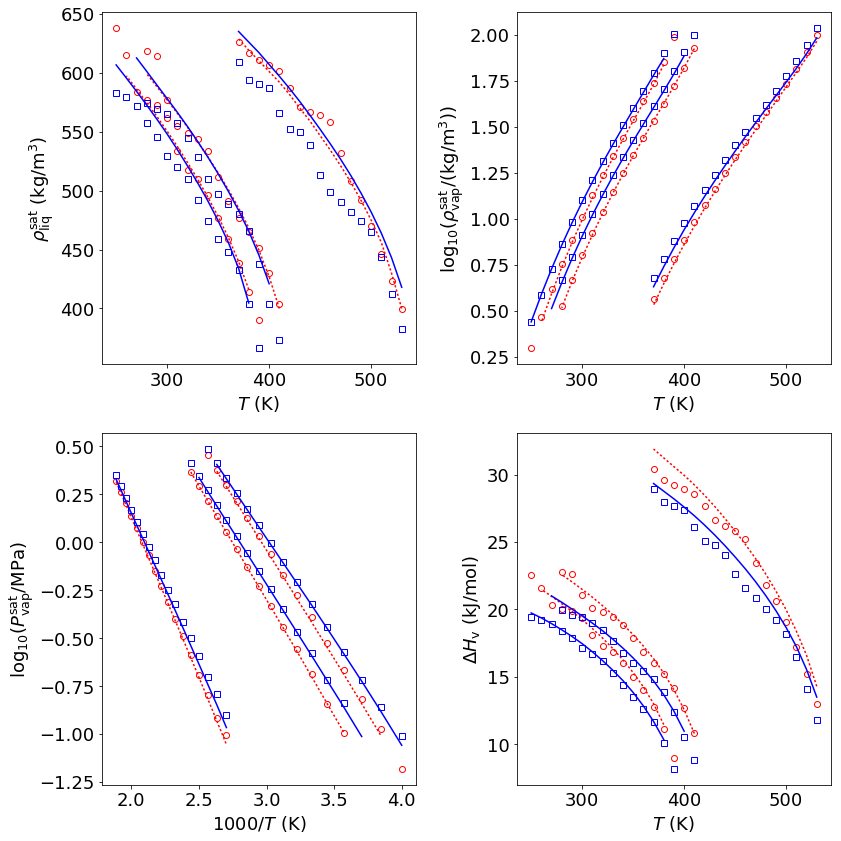 650
600
550
500
450
400
ρ_liq^sat (kg/m³)
300 400 500
T (K)
2.00
1.75
1.50
1.25
1.00
0.75
0.50
0.25
log₁₀(ρ_vap^sat/(kg/m³))
300 400 500
T (K)
0.50
0.25
0.00
−0.25
−0.50
−0.75
−1.00
−1.25
log₁₀(P_vap^sat/MPa)
2.0 2.5 3.0 3.5 4.0
1000/T (K)
30
25
20
15
10
ΔH_v (kJ/mol)
300 400 500
T (K)